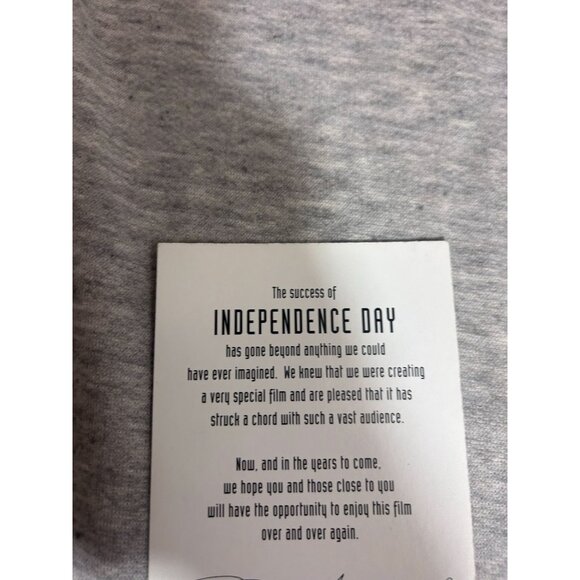 The success of
INDEPENDENCE DAY
has gone beyond anything we could
have ever imagined. We knew that we were creating
a very special film and are pleased that it has
struck a chord with such a vast audience.
Now, and in the years to come,
we hope you and those close to you
will have the opportunity to enjoy this film
over and over again.